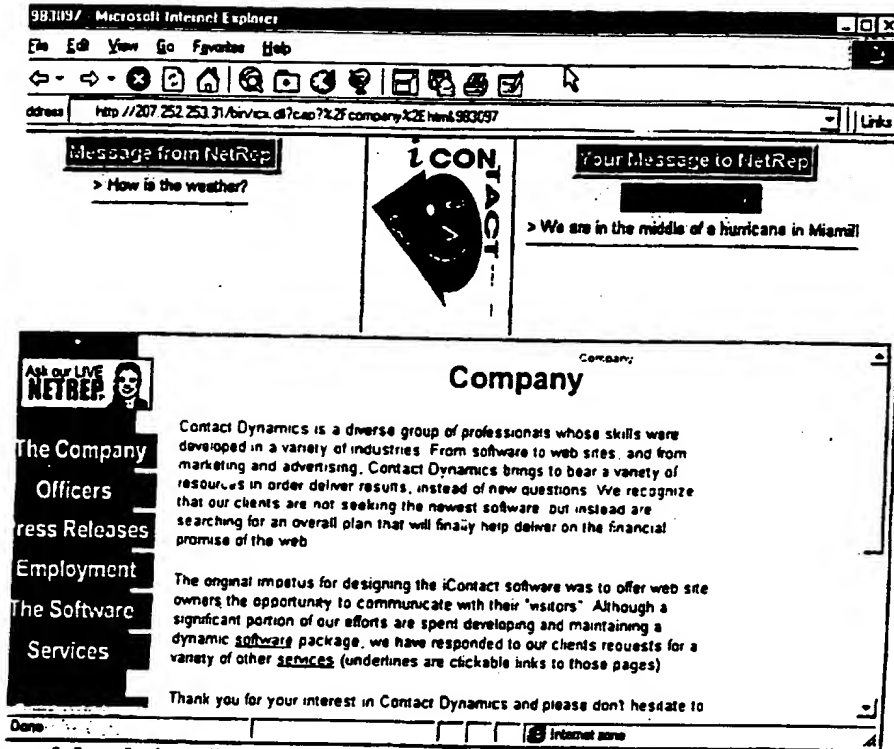 983097 - Microsoft Internet Explorer
File Edit View Go Favorites Help
ddress http://207.252.253.31/bin/icx.dll?cap?%2Fcompany%2Ehtml&983097 Links
Message from NetRep
> How is the weather?
iCONTACT
Your Message to NetRep
> We are in the middle of a hurricane in Miami!!
Ask our LIVE
NETREP.
The Company
Officers
ress Releases
Employment
The Software
Services
Company
Company
Contact Dynamics is a diverse group of professionals whose skills were
developed in a variety of industries. From software to web sites, and from
marketing and advertising, Contact Dynamics brings to bear a variety of
resources in order deliver results, instead of new questions. We recognize
that our clients are not seeking the newest software but instead are
searching for an overall plan that will finally help deliver on the financial
promise of the web
The original impetus for designing the iContact software was to offer web site
owners the opportunity to communicate with their "visitors". Although a
significant portion of our efforts are spent developing and maintaining a
dynamic software package, we have responded to our clients requests for a
variety of other services (underlines are clickable links to those pages)
Thank you for your interest in Contact Dynamics and please don't hesitate to
Done Internet zone